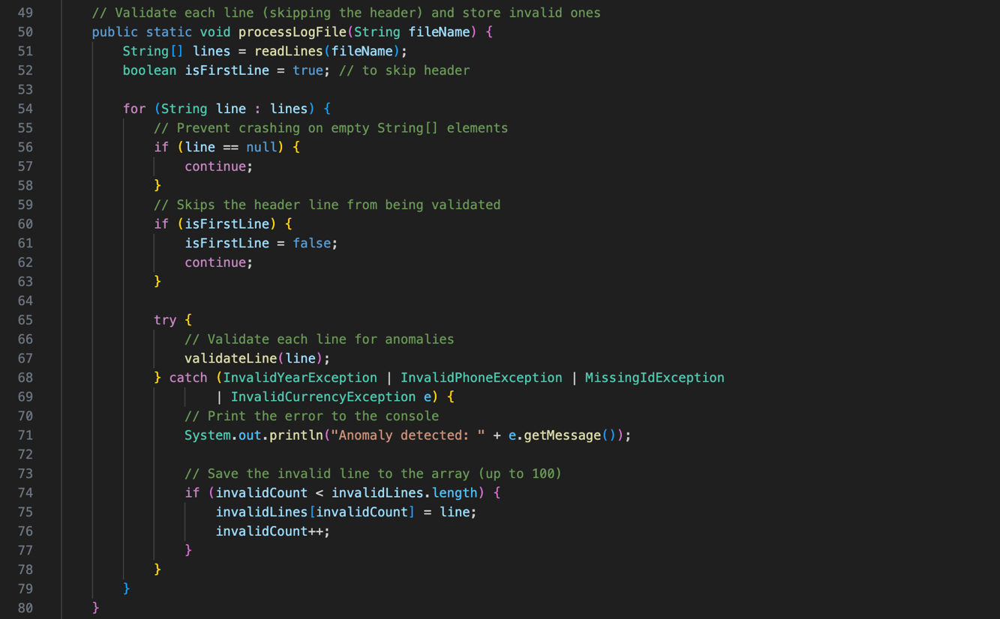 49 // Validate each line (skipping the header) and store invalid ones
50 public static void processLogFile(String fileName) {
51 String[] lines = readLines(fileName);
52 boolean isFirstLine = true; // to skip header
53
54 for (String line : lines) {
55 // Prevent crashing on empty String[] elements
56 if (line == null) {
57 continue;
58 }
59 // Skips the header line from being validated
60 if (isFirstLine) {
61 isFirstLine = false;
62 continue;
63 }
64
65 try {
66 // Validate each line for anomalies
67 validateLine(line);
68 } catch (InvalidYearException | InvalidPhoneException | MissingIdException
69 | InvalidCurrencyException e) {
70 // Print the error to the console
71 System.out.println("Anomaly detected: " + e.getMessage());
72
73 // Save the invalid line to the array (up to 100)
74 if (invalidCount < invalidLines.length) {
75 invalidLines[invalidCount] = line;
76 invalidCount++;
77 }
78 }
79 }
80 }